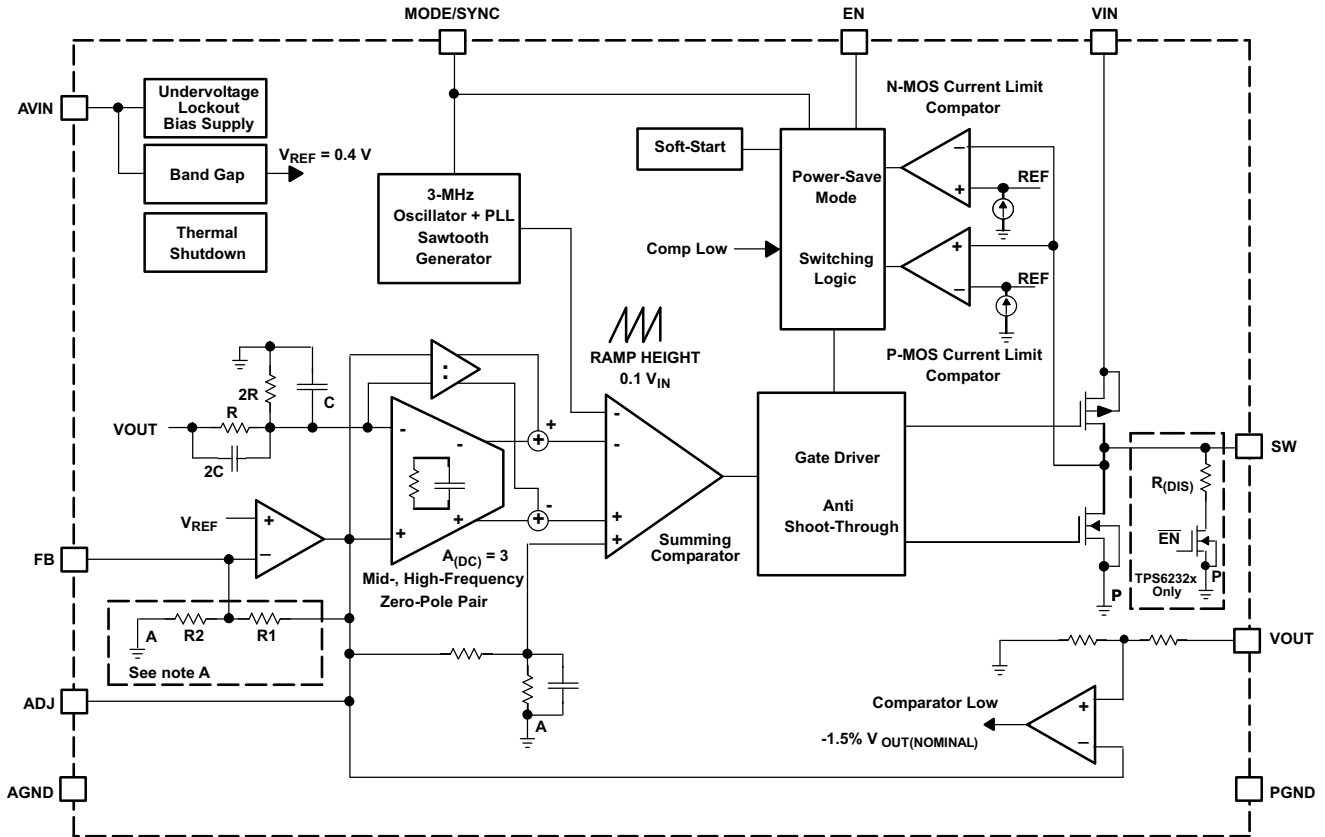 MODE/SYNC
EN
VIN
AVIN
Undervoltage
Lockout
Bias Supply
Band Gap
VREF = 0.4 V
Thermal
Shutdown
3-MHz
Oscillator + PLL
Sawtooth
Generator
Soft-Start
Comp Low
Power-Save
Mode
Switching
Logic
N-MOS Current Limit
Compator
−
+
REF
+
−
REF
P-MOS Current Limit
Compator
RAMP HEIGHT
0.1 VIN
2R
C
R
VOUT
2C
:
-
-
+
+
+
+
-
+
A(DC) = 3
Mid-, High-Frequency
Zero-Pole Pair
-
-
+
+
Summing
Comparator
Gate Driver
Anti
Shoot-Through
SW
R(DIS)
EN
P
TPS6232x
Only
P
VREF
+
−
FB
A
R2
R1
See note A
A
VOUT
Comparator Low
-1.5% V OUT(NOMINAL)
+
−
ADJ
AGND
PGND